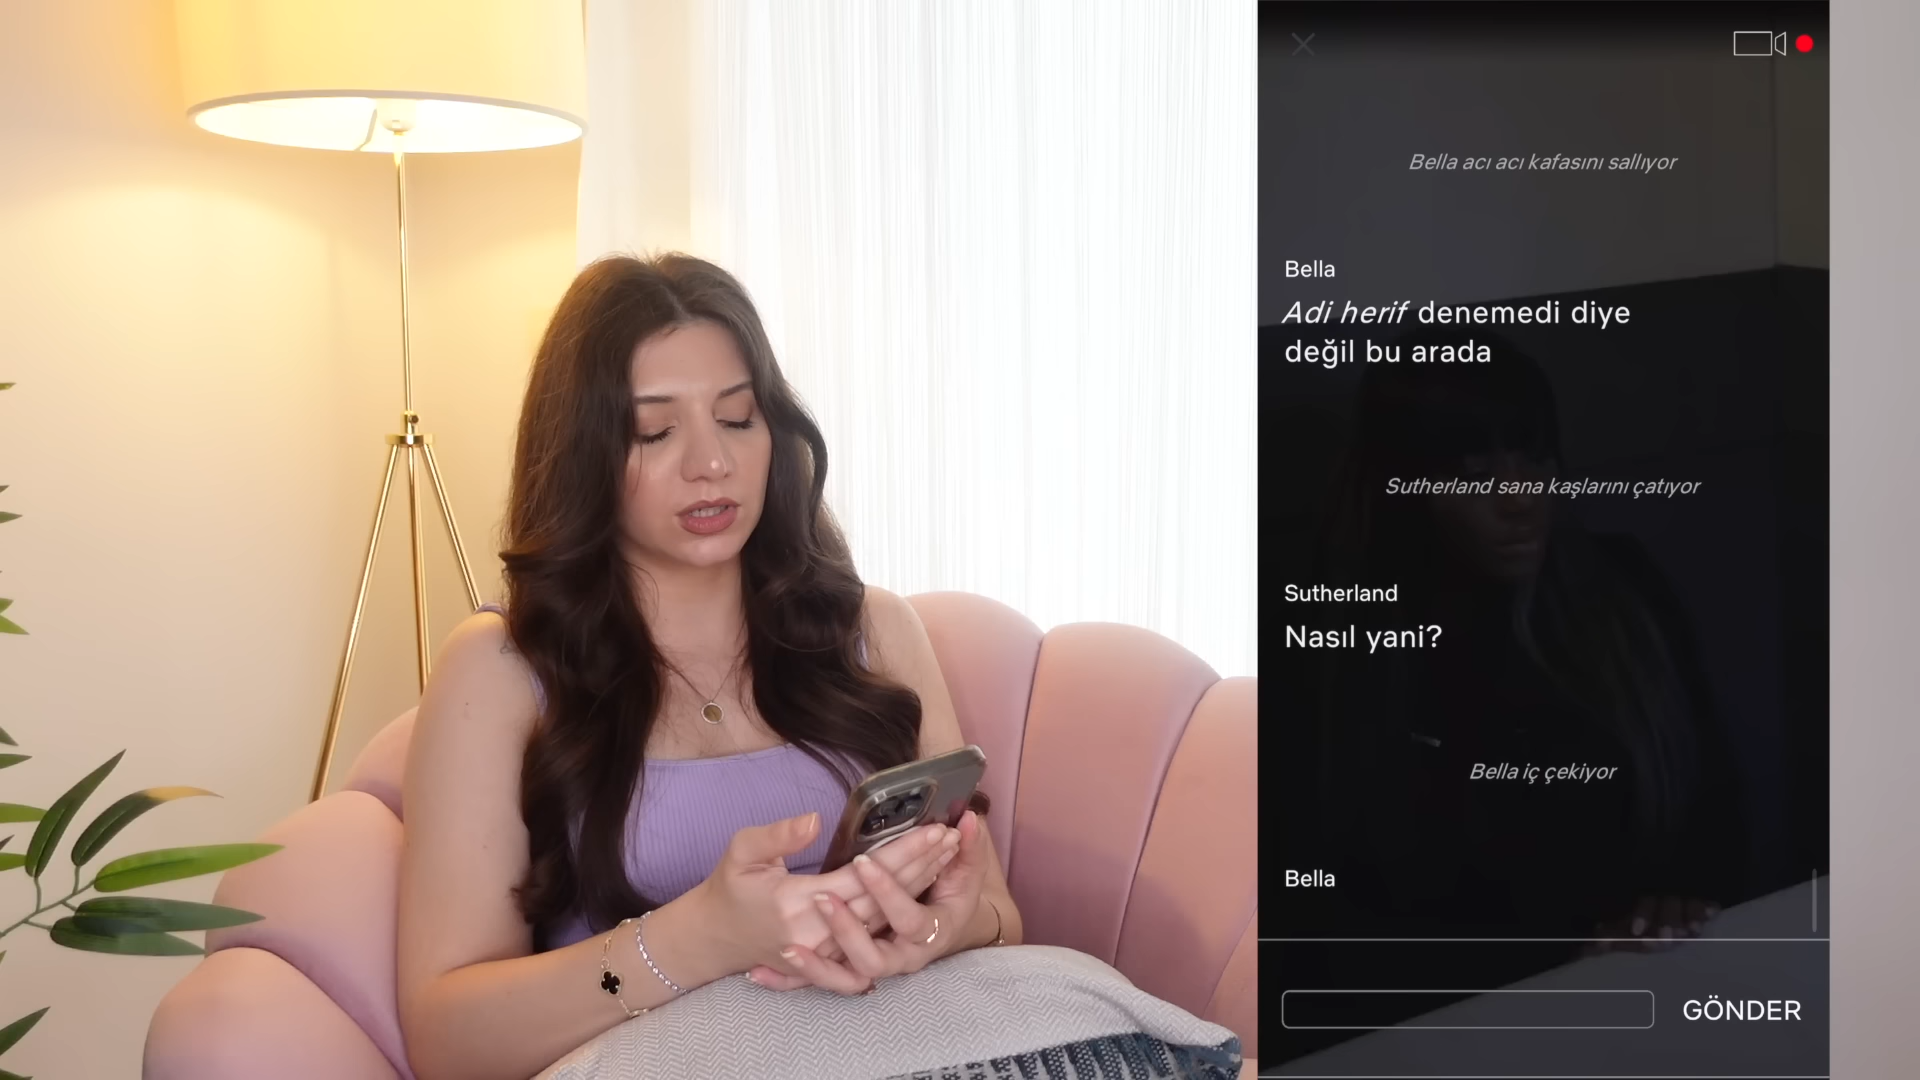 Bella acı acı kafasını sallıyor
Bella
Adi herif denemedi diye
değil bu arada
Sutherland sana kaşlarını çatıyor
Sutherland
Nasıl yani?
Bella iç çekiyor
Bella
GÖNDER